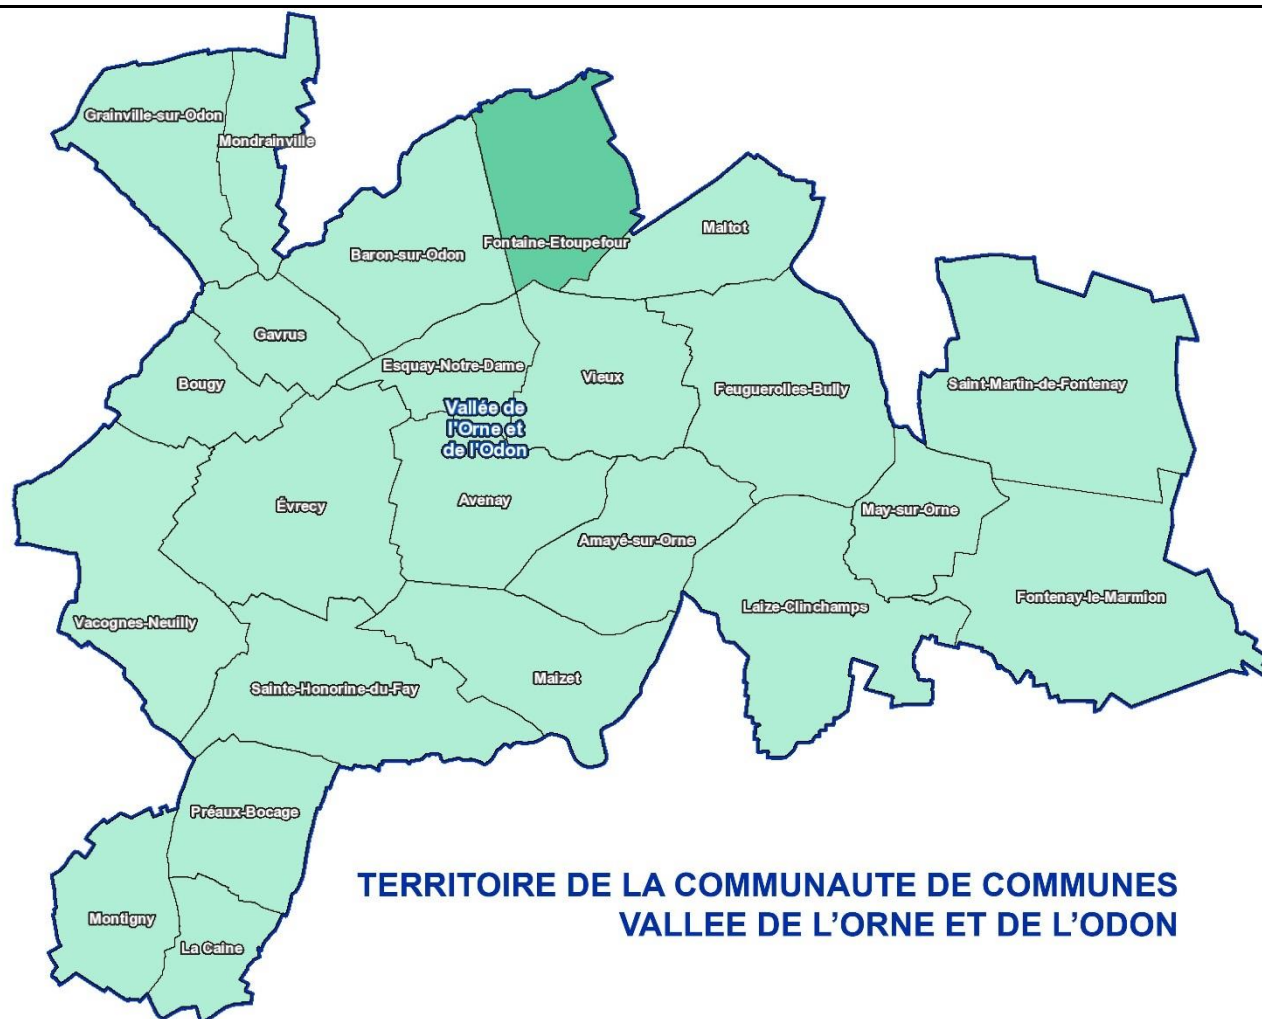 Grainville-sur-Odon
Mondrainville
Fontaine-Etoupefour
Maltot
Baron-sur-Odon
Gavrus
Esquay-Notre-Dame
Vieux
Bougy
Feuguerolles-Bully
Saint-Martin-de-Fontenay
Vallée de
l'Orne et
de l'Odon
Évrecy
Avenay
May-sur-Orne
Amayé-sur-Orne
Fontenay-le-Marmion
Laize-Clinchamps
Vacognes-Neuilly
Maizet
Sainte-Honorine-du-Fay
Préaux-Bocage
Montigny
La Caine
TERRITOIRE DE LA COMMUNAUTE DE COMMUNES
VALLEE DE L'ORNE ET DE L'ODON